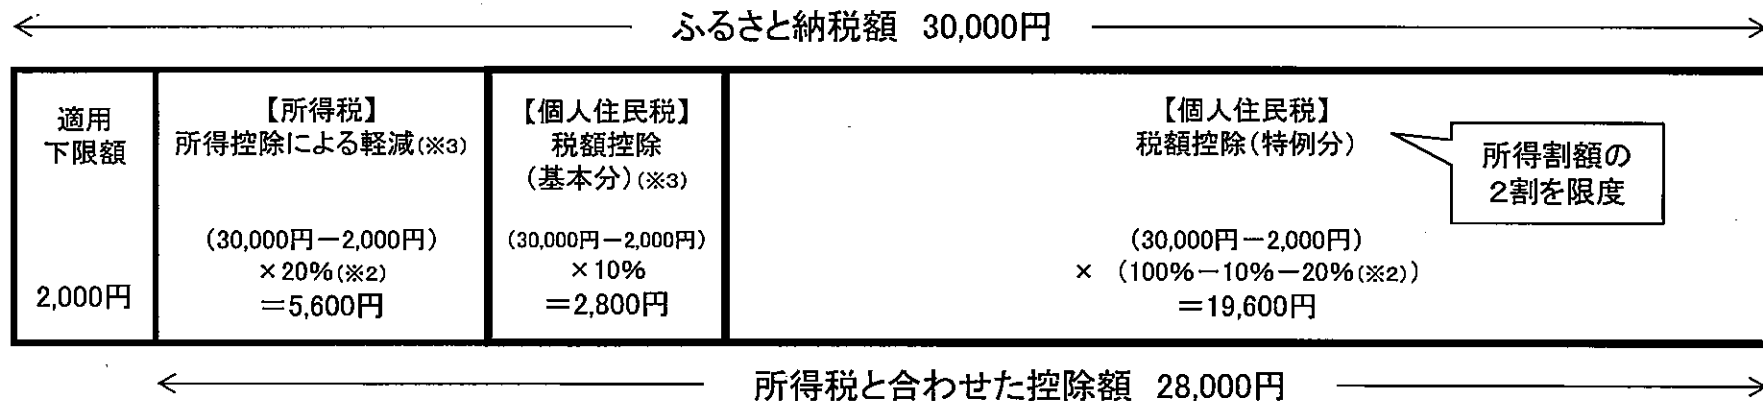 ふるさと納税額 30,000円
適用
下限額
2,000円
【所得税】
所得控除による軽減(※3)
(30,000円－2,000円)
×20%(※2)
＝5,600円
【個人住民税】
税額控除
(基本分)(※3)
(30,000円－2,000円)
×10%
＝2,800円
【個人住民税】
税額控除(特例分)
(30,000円－2,000円)
× (100%－10%－20%(※2))
＝19,600円
所得割額の
2割を限度
所得税と合わせた控除額 28,000円